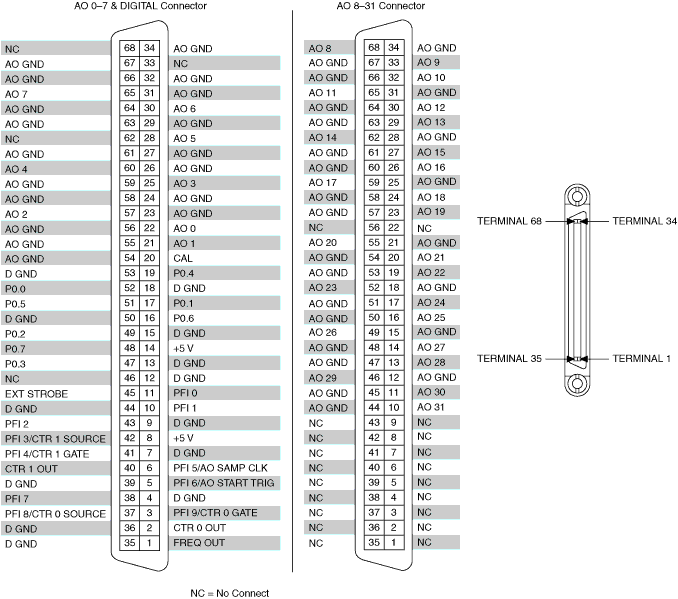 AO 0–7 & DIGITAL Connector AO 8–31 Connector
NC 68 34 AO GND AO 8 68 34 AO GND
AO GND 67 33 NC AO GND 67 33 AO 9
AO GND 66 32 AO GND AO GND 66 32 AO 10
AO 7 65 31 AO GND AO 11 65 31 AO GND
AO GND 64 30 AO 6 AO GND 64 30 AO 12
AO GND 63 29 AO GND AO GND 63 29 AO 13
NC 62 28 AO 5 AO 14 62 28 AO GND
AO GND 61 27 AO GND AO GND 61 27 AO 15
AO 4 60 26 AO GND AO GND 60 26 AO 16
AO GND 59 25 AO 3 AO 17 59 25 AO GND
AO GND 58 24 AO GND AO GND 58 24 AO 18
AO 2 57 23 AO GND AO GND 57 23 AO 19
AO GND 56 22 AO 0 NC 56 22 NC TERMINAL 68 TERMINAL 34
AO GND 55 21 AO 1 AO 20 55 21 AO GND
AO GND 54 20 CAL AO GND 54 20 AO 21
D GND 53 19 P0.4 AO GND 53 19 AO 22
P0.0 52 18 D GND AO 23 52 18 AO GND
P0.5 51 17 P0.1 AO GND 51 17 AO 24
D GND 50 16 P0.6 AO GND 50 16 AO 25
P0.2 49 15 D GND AO 26 49 15 AO GND
P0.7 48 14 +5 V AO GND 48 14 AO 27
P0.3 47 13 D GND AO GND 47 13 AO 28 TERMINAL 35 TERMINAL 1
NC 46 12 D GND AO 29 46 12 AO GND
EXT STROBE 45 11 PFI 0 AO GND 45 11 AO 30
D GND 44 10 PFI 1 AO GND 44 10 AO 31
PFI 2 43 9 D GND NC 43 9 NC
PFI 3/CTR 1 SOURCE 42 8 +5 V NC 42 8 NC
PFI 4/CTR 1 GATE 41 7 D GND NC 41 7 NC
CTR 1 OUT 40 6 PFI 5/AO SAMP CLK NC 40 6 NC
D GND 39 5 PFI 6/AO START TRIG NC 39 5 NC
PFI 7 38 4 D GND NC 38 4 NC
PFI 8/CTR 0 SOURCE 37 3 PFI 9/CTR 0 GATE NC 37 3 NC
D GND 36 2 CTR 0 OUT NC 36 2 NC
D GND 35 1 FREQ OUT NC 35 1 NC
NC = No Connect